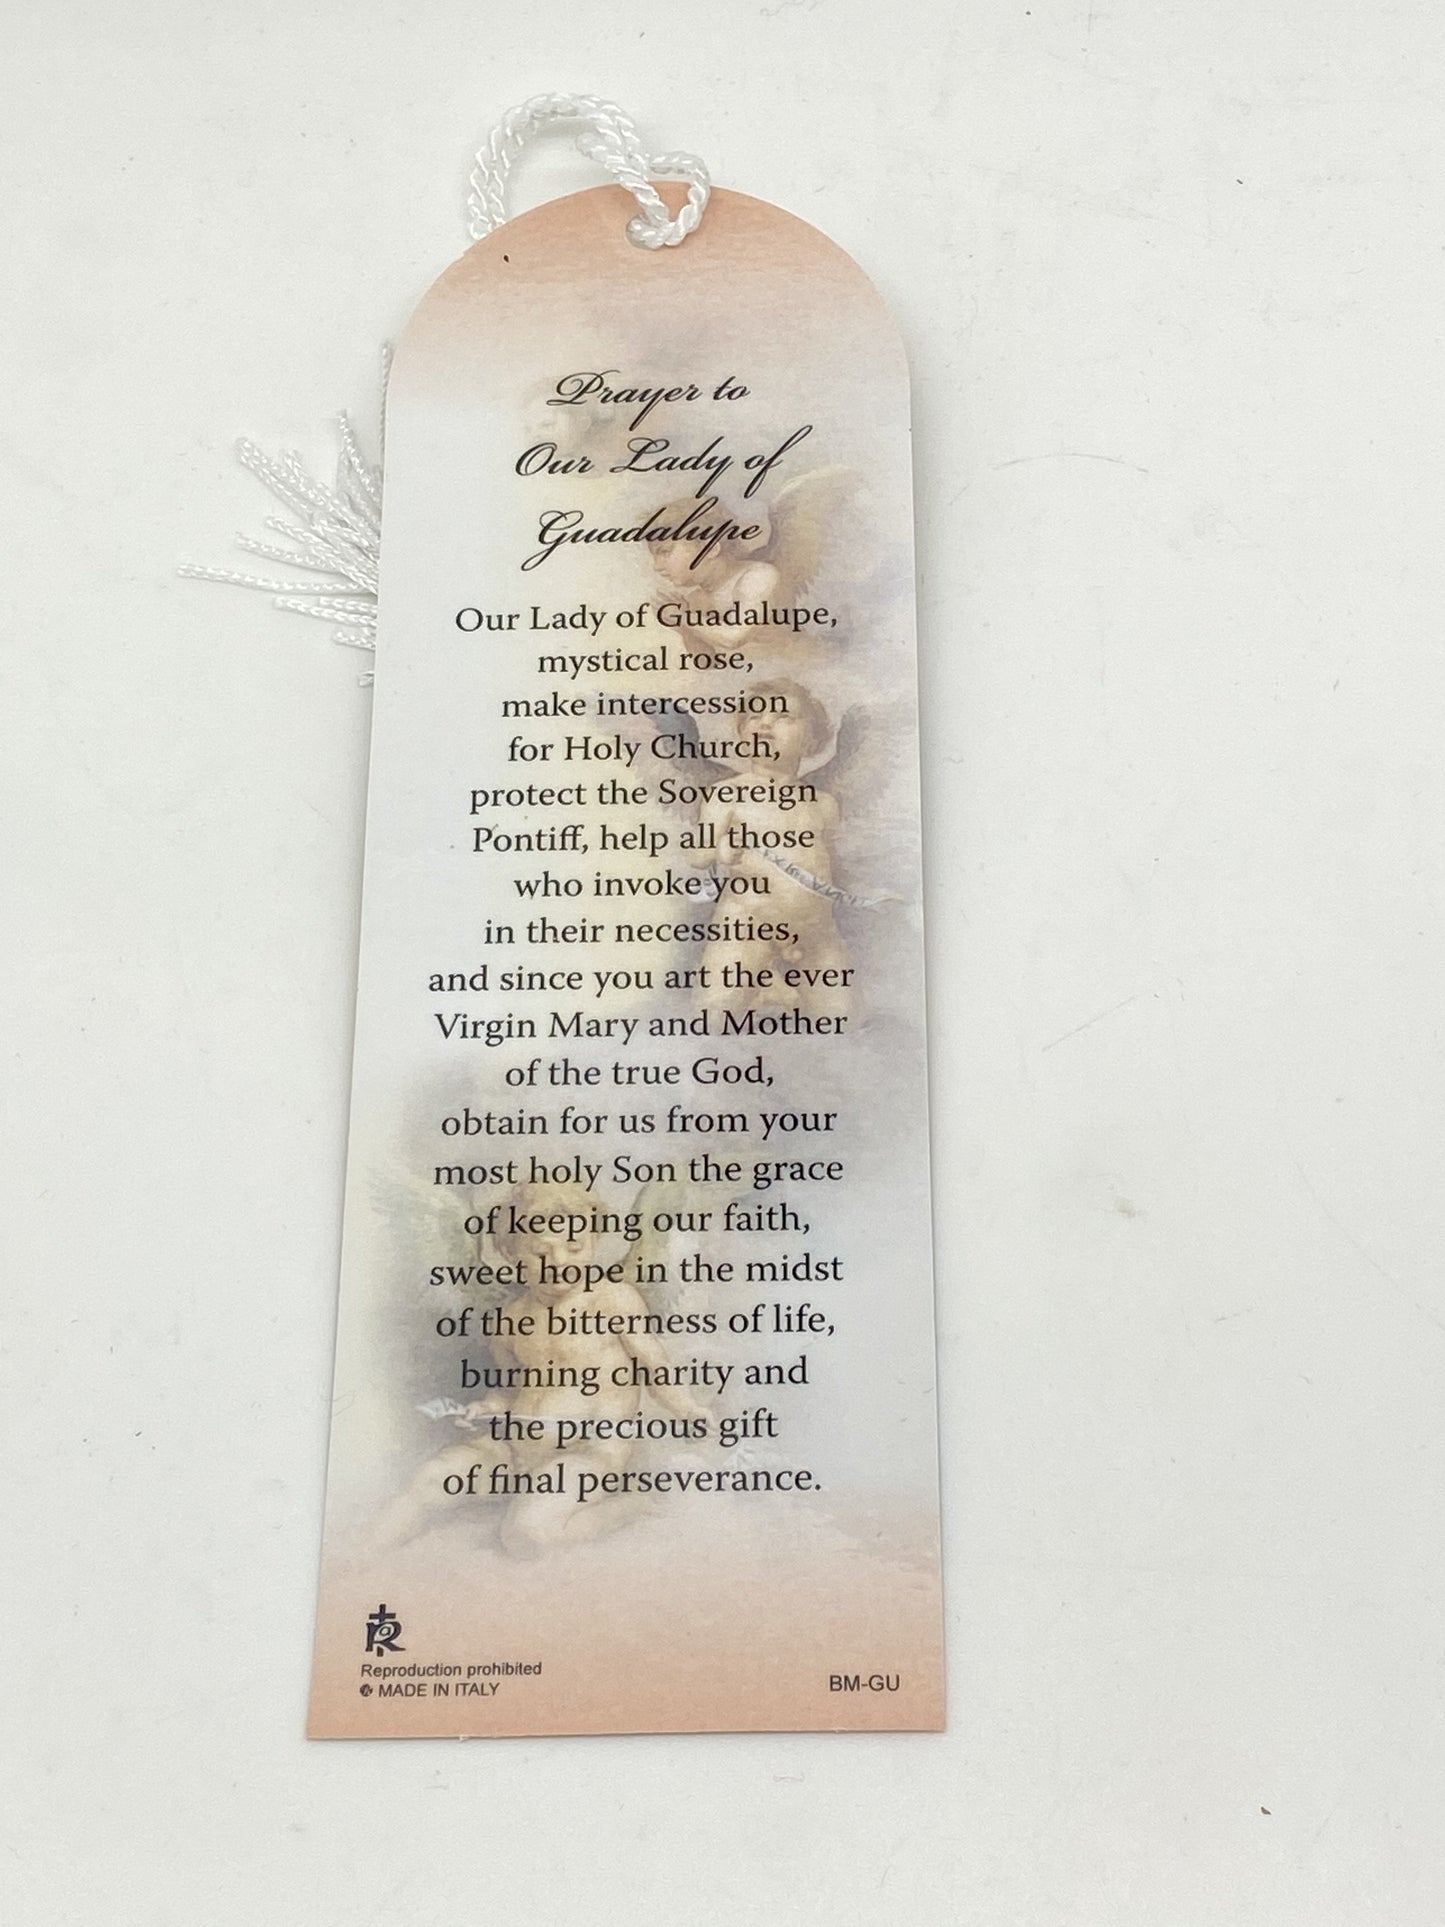 Prayer to
Our Lady of
Guadalupe
Our Lady of Guadalupe,
mystical rose,
make intercession
for Holy Church,
protect the Sovereign
Pontiff, help all those
who invoke you
in their necessities,
and since you art the ever
Virgin Mary and Mother
of the true God,
obtain for us from your
most holy Son the grace
of keeping our faith,
sweet hope in the midst
of the bitterness of life,
burning charity and
the precious gift
of final perseverance.
Reproduction prohibited
MADE IN ITALY
BM-GU